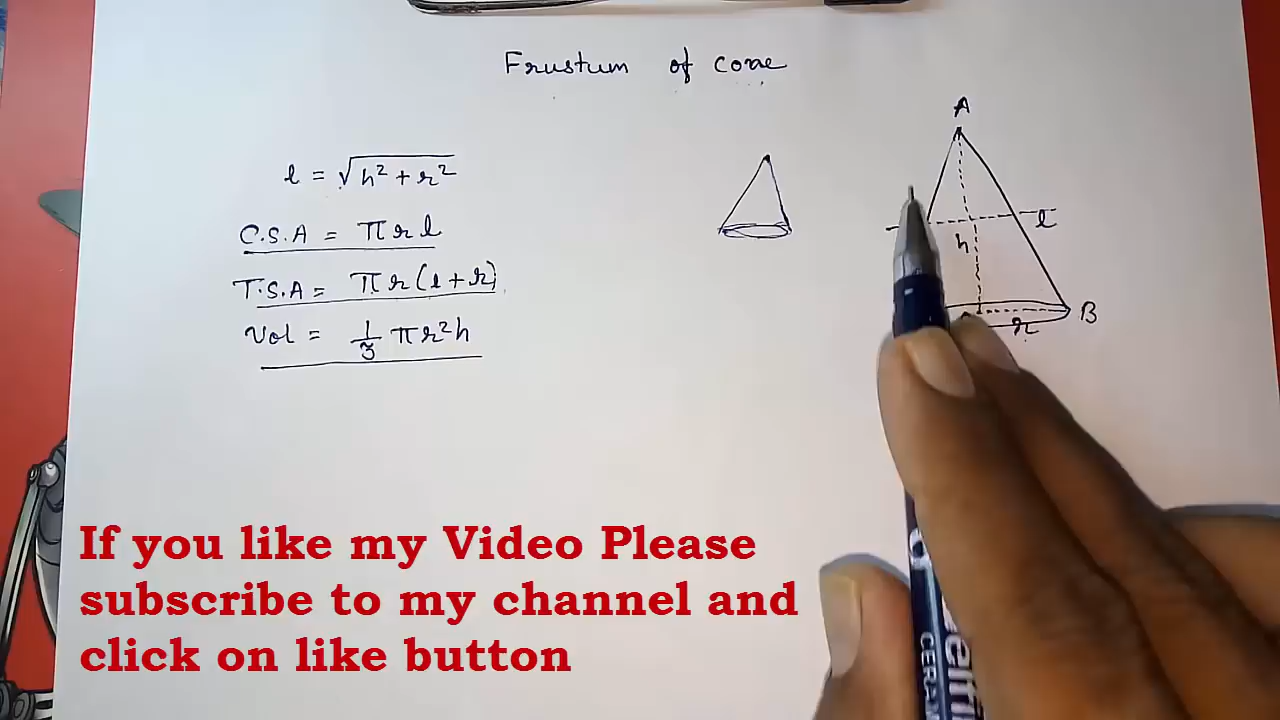 Frustum of cone
l = √h² + r²
C.S.A = πrl
T.S.A = πr(l+r)
Vol = 1/3 πr²h
A
l
h
B
r
If you like my Video Please
subscribe to my channel and
click on like button